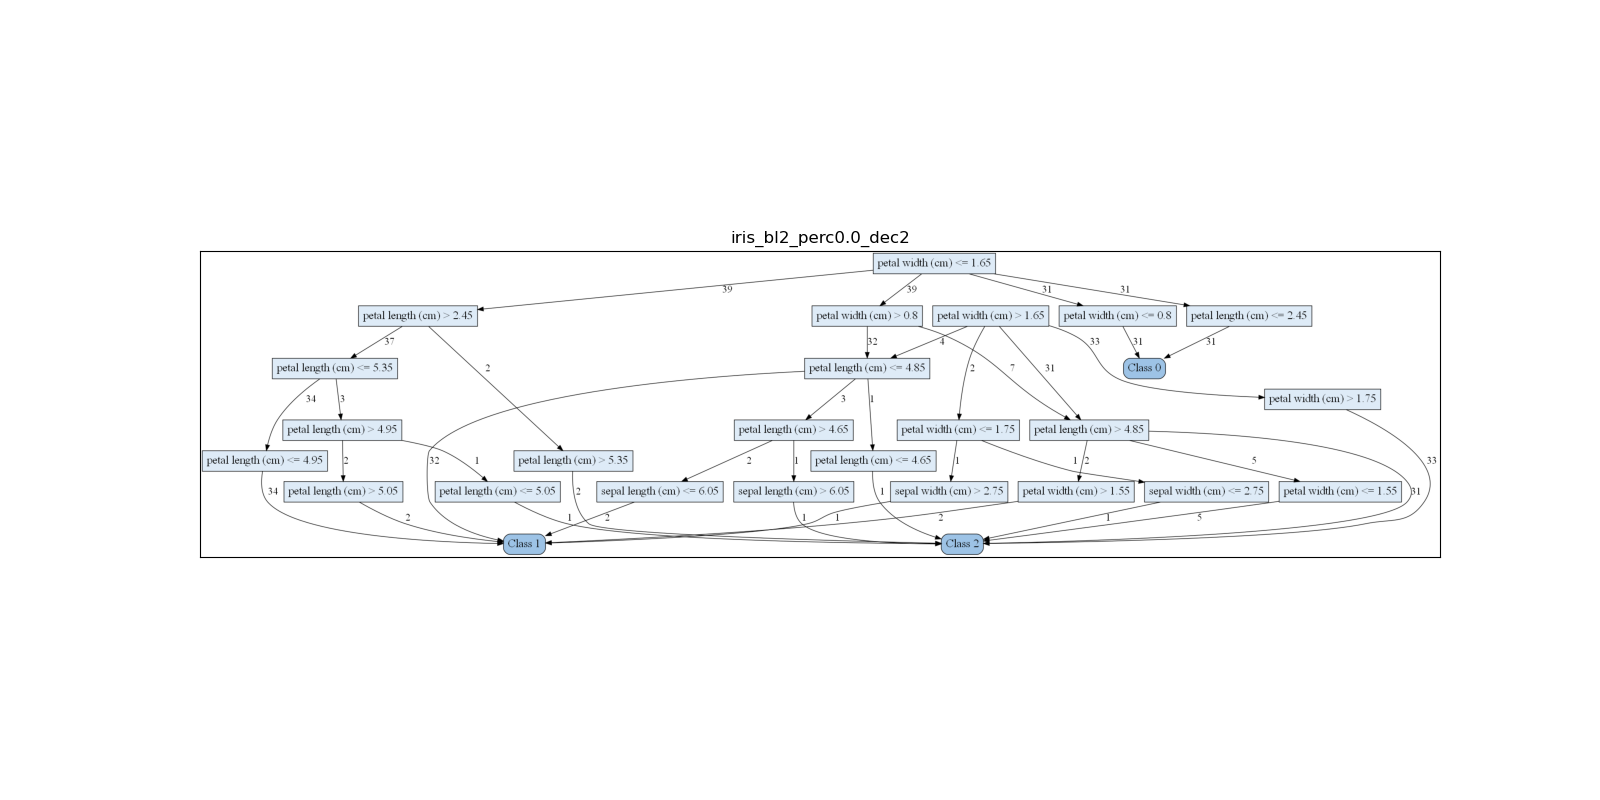 iris_bl2_perc0.0_dec2
petal width (cm) <= 1.65
39
39
31
31
petal length (cm) > 2.45
petal width (cm) > 0.8
petal width (cm) > 1.65
petal width (cm) <= 0.8
petal length (cm) <= 2.45
37
32
4
33
31
31
petal length (cm) <= 5.35
2
petal length (cm) <= 4.85
2
7
31
Class 0
34
3
3
1
petal width (cm) > 1.75
petal length (cm) > 4.95
petal length (cm) > 4.65
petal width (cm) <= 1.75
petal length (cm) > 4.85
petal length (cm) <= 4.95
2
32
1
petal length (cm) > 5.35
2
1
petal length (cm) <= 4.65
1
1
2
5
33
34
petal length (cm) > 5.05
petal length (cm) <= 5.05
2
sepal length (cm) <= 6.05
sepal length (cm) > 6.05
1
sepal width (cm) > 2.75
petal width (cm) > 1.55
sepal width (cm) <= 2.75
petal width (cm) <= 1.55
31
2
1
2
1
1
2
1
5
Class 1
Class 2